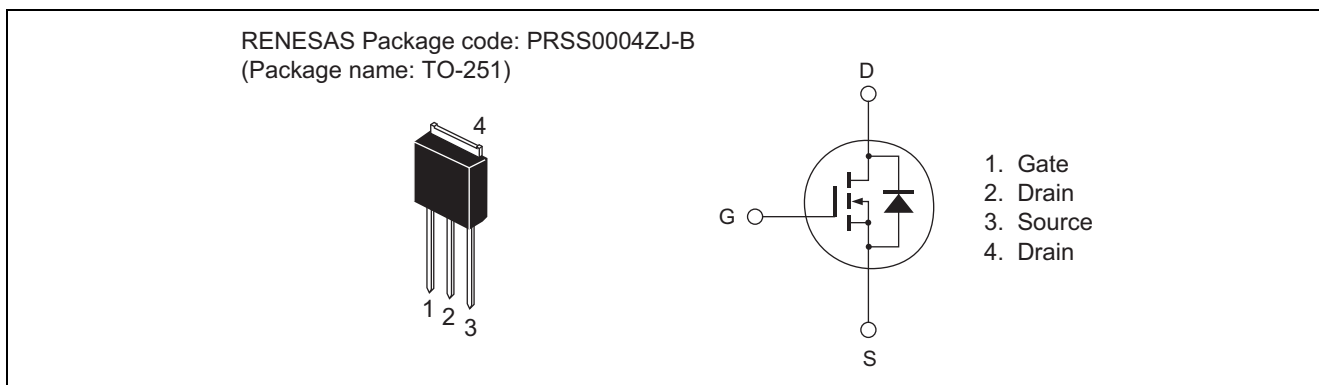 RENESAS Package code: PRSS0004ZJ-B
(Package name: TO-251)
4
1
2
3
D
G
S
1. Gate
2. Drain
3. Source
4. Drain